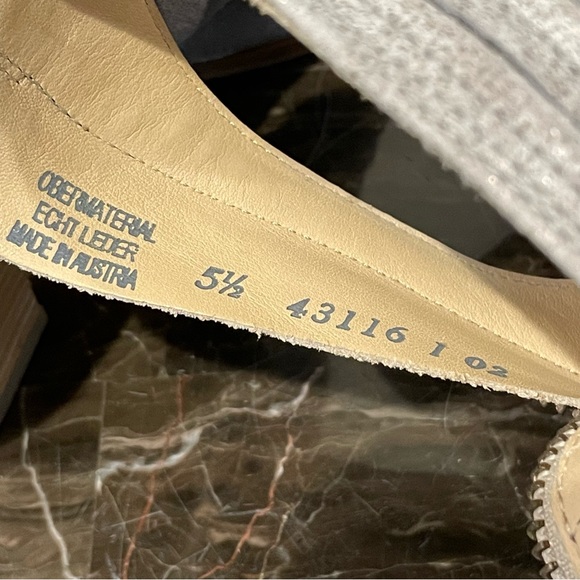 OBERMATERIAL
ECHT LEDER
MADE IN AUSTRIA
5½ 43116 1 02